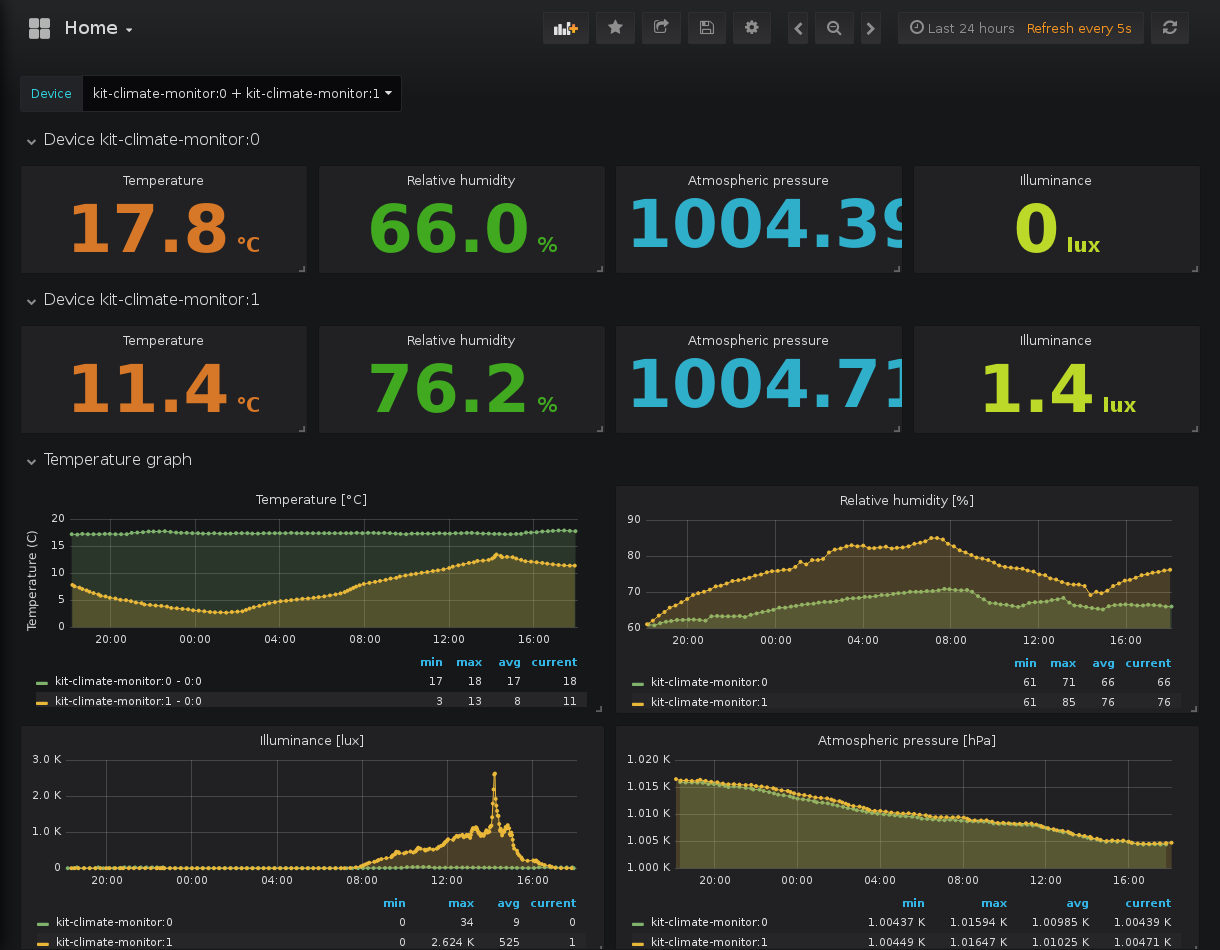 Home
Last 24 hours Refresh every 5s
Device kit-climate-monitor:0 + kit-climate-monitor:1
Device kit-climate-monitor:0
Temperature Relative humidity Atmospheric pressure Illuminance
17.8 °C 66.0 % 1004.39 0 lux
Device kit-climate-monitor:1
Temperature Relative humidity Atmospheric pressure Illuminance
11.4 °C 76.2 % 1004.71 1.4 lux
Temperature graph
Temperature [°C]
Temperature (C)
20
15
10
5
0
20:00 00:00 04:00 08:00 12:00 16:00
min max avg current
kit-climate-monitor:0 - 0:0 17 18 17 18
kit-climate-monitor:1 - 0:0 3 13 8 11
Relative humidity [%]
90
80
70
60
20:00 00:00 04:00 08:00 12:00 16:00
min max avg current
kit-climate-monitor:0 61 71 66 66
kit-climate-monitor:1 61 85 76 76
Illuminance [lux]
3.0 K
2.0 K
1.0 K
0
20:00 00:00 04:00 08:00 12:00 16:00
min max avg current
kit-climate-monitor:0 0 34 9 0
kit-climate-monitor:1 0 2.624 K 525 1
Atmospheric pressure [hPa]
1.020 K
1.015 K
1.010 K
1.005 K
1.000 K
20:00 00:00 04:00 08:00 12:00 16:00
min max avg current
kit-climate-monitor:0 1.00437 K 1.01594 K 1.00985 K 1.00439 K
kit-climate-monitor:1 1.00449 K 1.01647 K 1.01025 K 1.00471 K